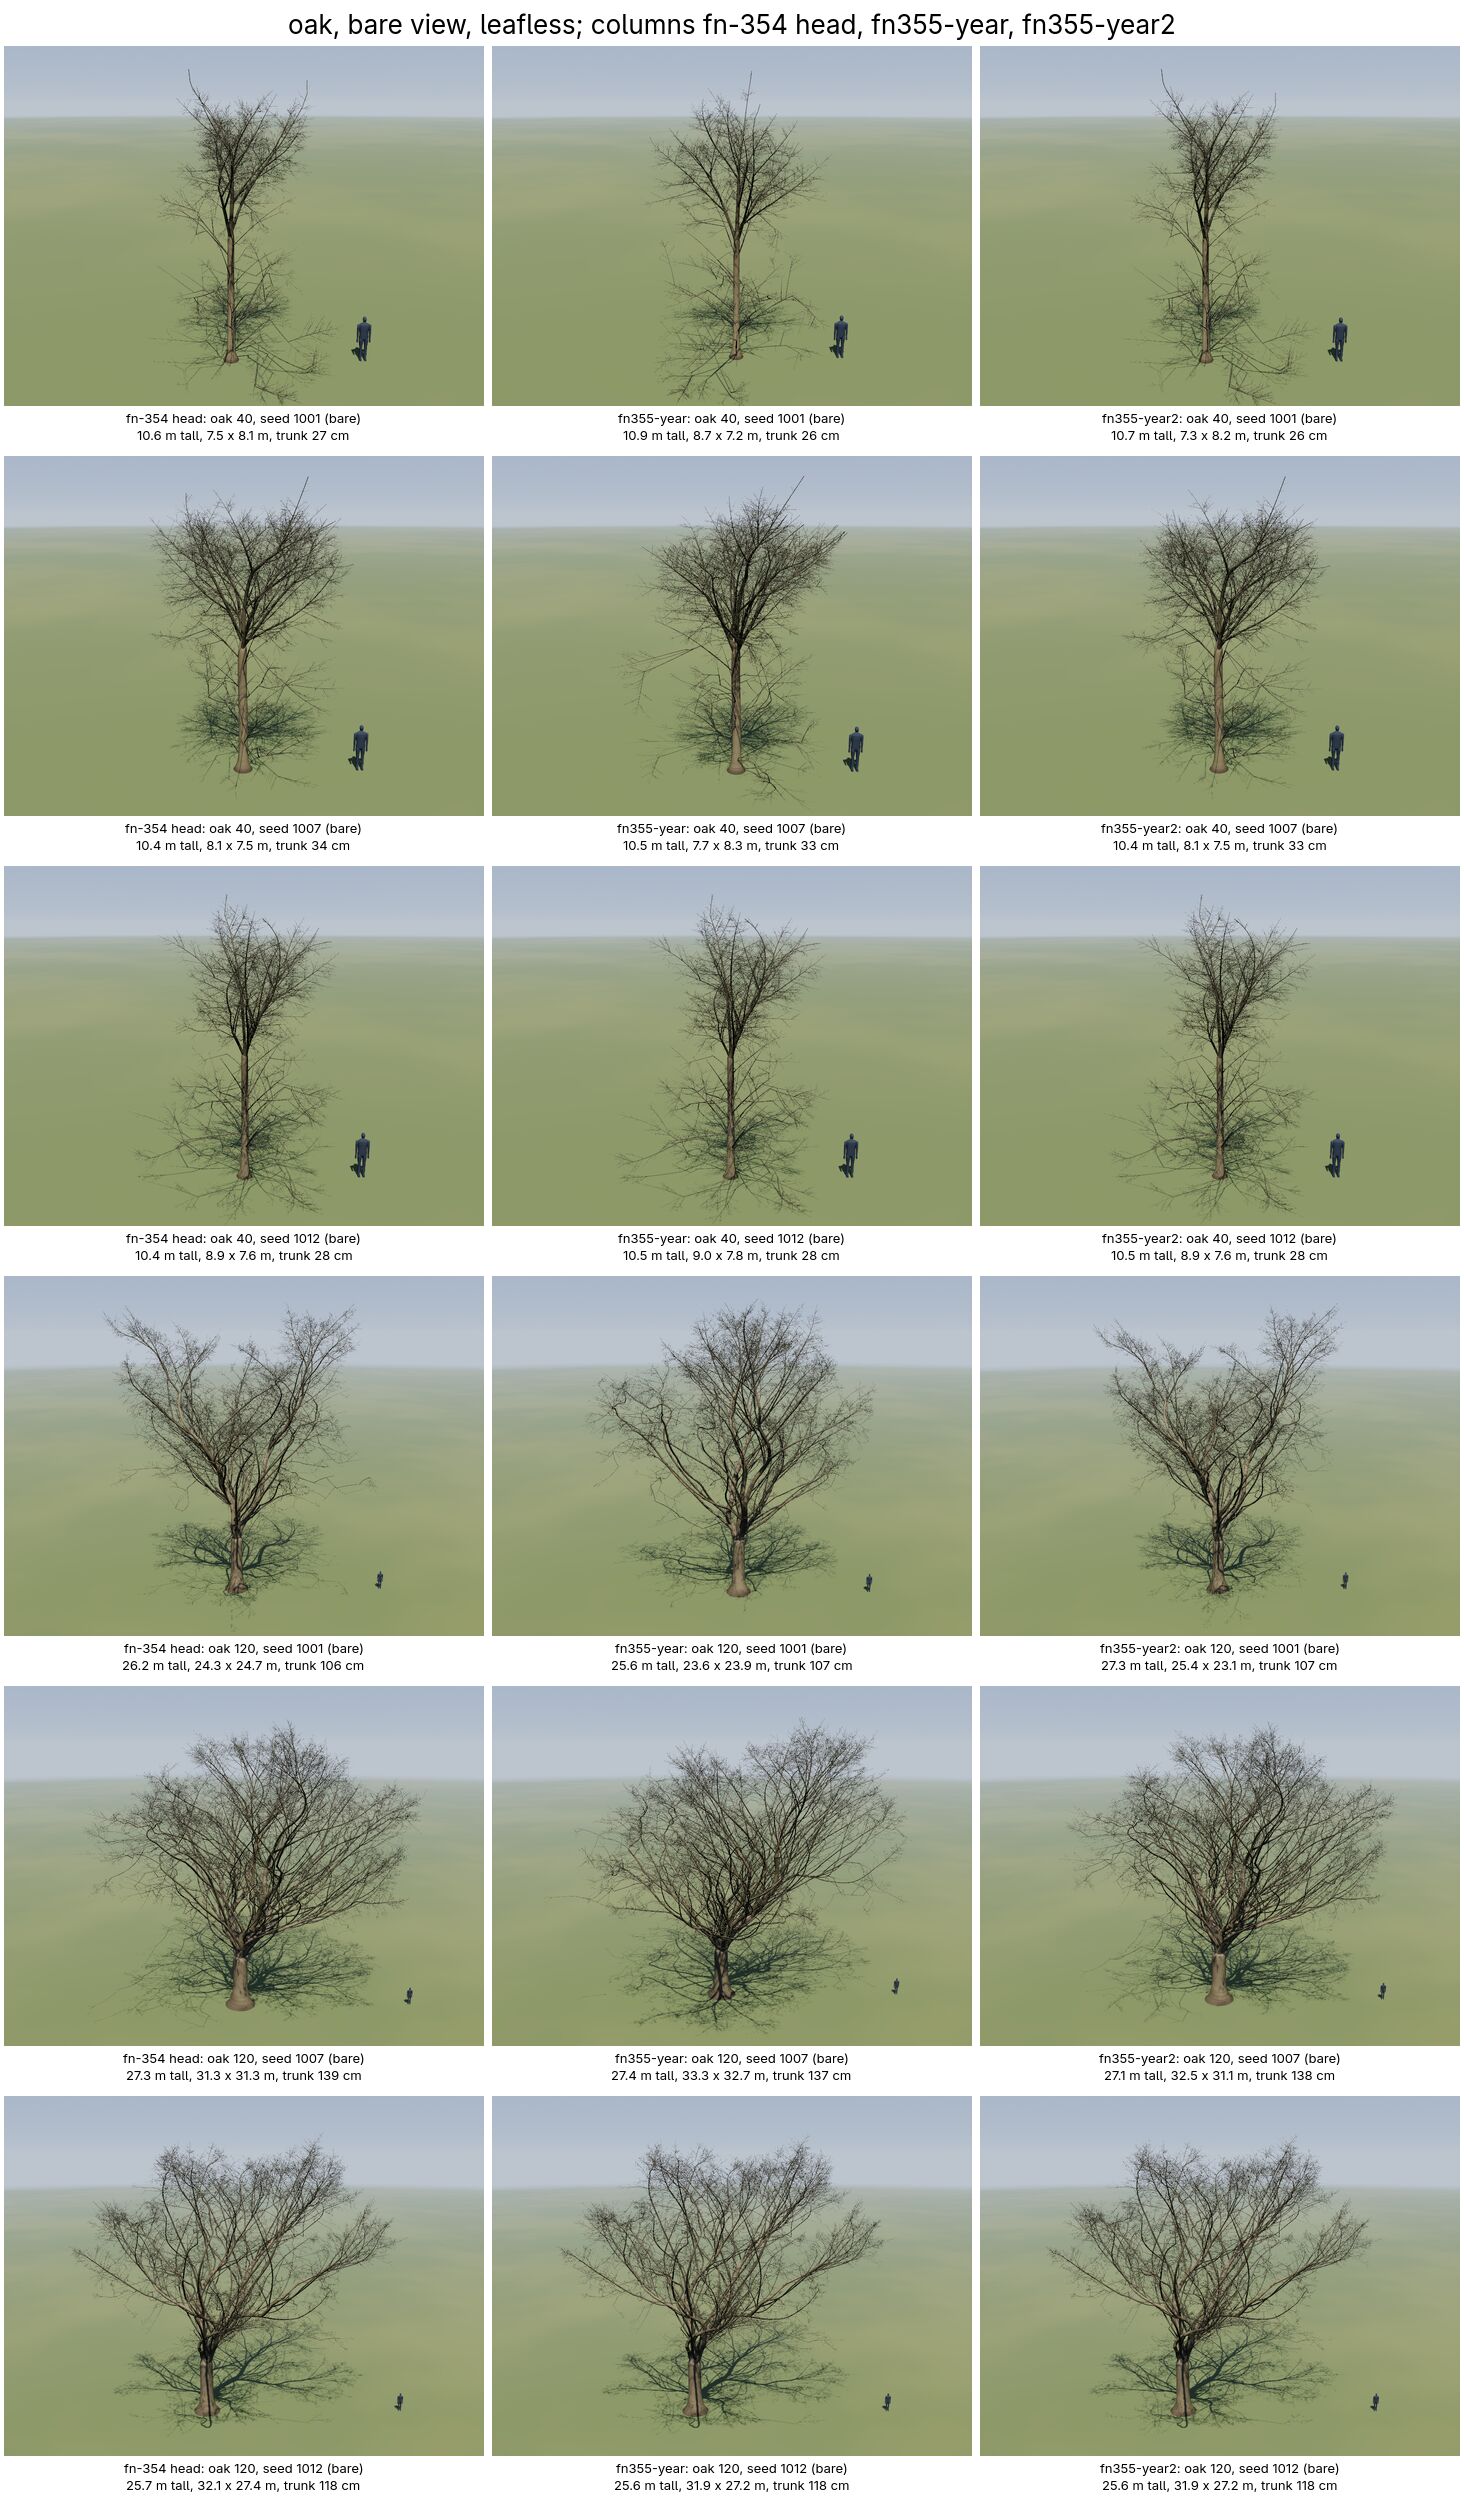 oak, bare view, leafless; columns fn-354 head, fn355-year, fn355-year2
fn-354 head: oak 40, seed 1001 (bare)
10.6 m tall, 7.5 x 8.1 m, trunk 27 cm
fn355-year: oak 40, seed 1001 (bare)
10.9 m tall, 8.7 x 7.2 m, trunk 26 cm
fn355-year2: oak 40, seed 1001 (bare)
10.7 m tall, 7.3 x 8.2 m, trunk 26 cm
fn-354 head: oak 40, seed 1007 (bare)
10.4 m tall, 8.1 x 7.5 m, trunk 34 cm
fn355-year: oak 40, seed 1007 (bare)
10.5 m tall, 7.7 x 8.3 m, trunk 33 cm
fn355-year2: oak 40, seed 1007 (bare)
10.4 m tall, 8.1 x 7.5 m, trunk 33 cm
fn-354 head: oak 40, seed 1012 (bare)
10.4 m tall, 8.9 x 7.6 m, trunk 28 cm
fn355-year: oak 40, seed 1012 (bare)
10.5 m tall, 9.0 x 7.8 m, trunk 28 cm
fn355-year2: oak 40, seed 1012 (bare)
10.5 m tall, 8.9 x 7.6 m, trunk 28 cm
fn-354 head: oak 120, seed 1001 (bare)
26.2 m tall, 24.3 x 24.7 m, trunk 106 cm
fn355-year: oak 120, seed 1001 (bare)
25.6 m tall, 23.6 x 23.9 m, trunk 107 cm
fn355-year2: oak 120, seed 1001 (bare)
27.3 m tall, 25.4 x 23.1 m, trunk 107 cm
fn-354 head: oak 120, seed 1007 (bare)
27.3 m tall, 31.3 x 31.3 m, trunk 139 cm
fn355-year: oak 120, seed 1007 (bare)
27.4 m tall, 33.3 x 32.7 m, trunk 137 cm
fn355-year2: oak 120, seed 1007 (bare)
27.1 m tall, 32.5 x 31.1 m, trunk 138 cm
fn-354 head: oak 120, seed 1012 (bare)
25.7 m tall, 32.1 x 27.4 m, trunk 118 cm
fn355-year: oak 120, seed 1012 (bare)
25.6 m tall, 31.9 x 27.2 m, trunk 118 cm
fn355-year2: oak 120, seed 1012 (bare)
25.6 m tall, 31.9 x 27.2 m, trunk 118 cm